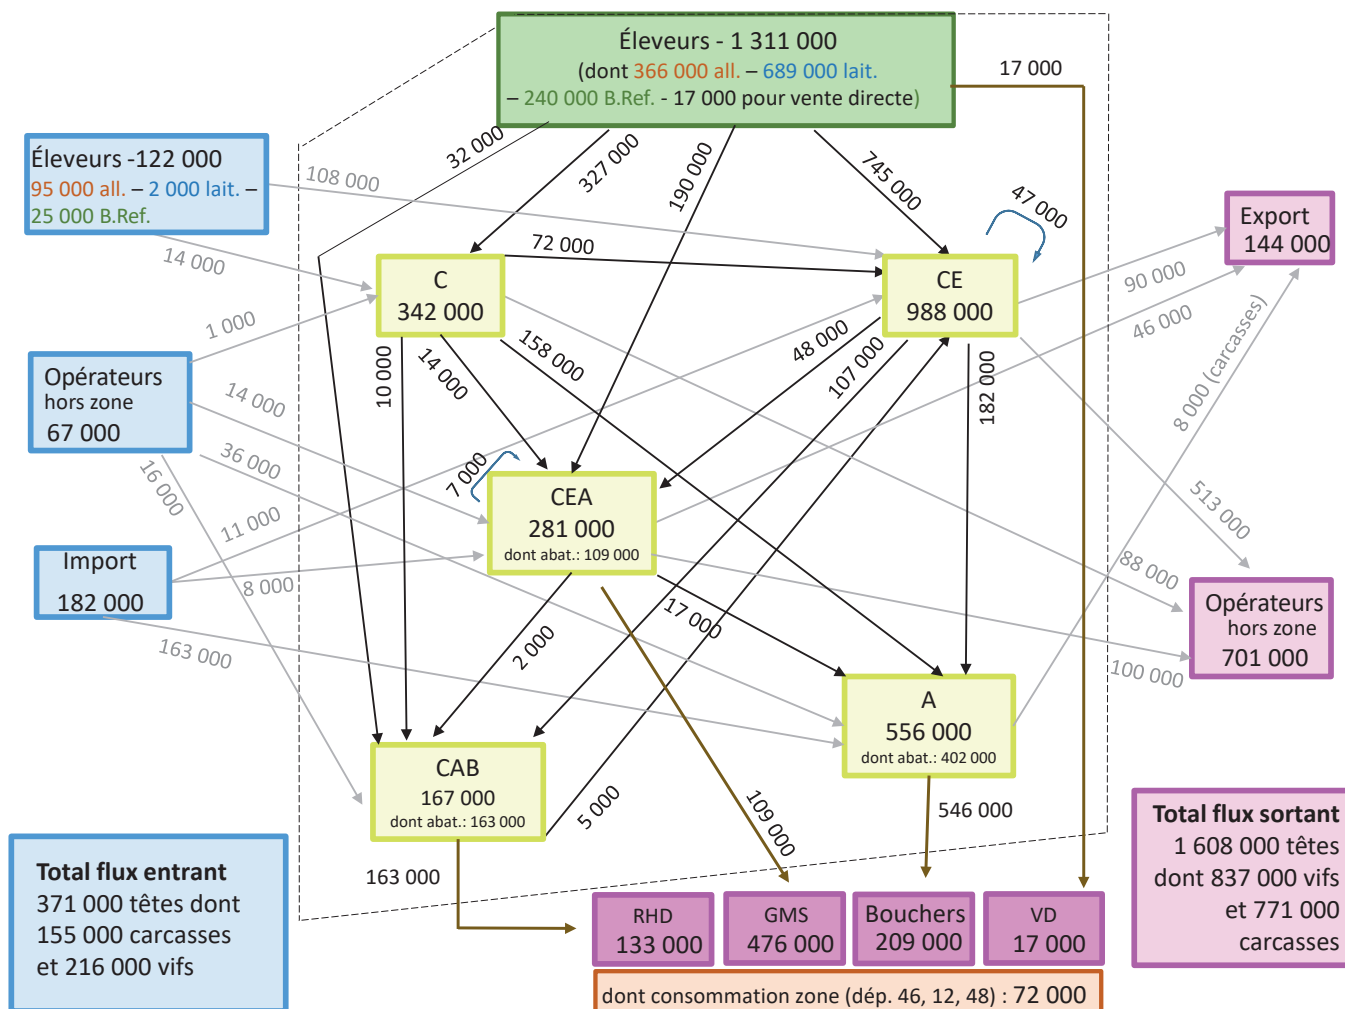 Éleveurs - 1 311 000
(dont 366 000 all. – 689 000 lait.
– 240 000 B.Ref. - 17 000 pour vente directe)
17 000
32 000
327 000
190 000
745 000
47 000
Éleveurs -122 000
95 000 all. – 2 000 lait. –
25 000 B.Ref.
108 000
14 000
Export
144 000
C
342 000
72 000
CE
988 000
90 000
46 000
8 000 (carcasses)
1 000
Opérateurs
hors zone
67 000
14 000
36 000
16 000
10 000
14 000
158 000
48 000
107 000
182 000
7 000
CEA
281 000
dont abat.: 109 000
513 000
11 000
Import
182 000
8 000
163 000
88 000
Opérateurs
hors zone
701 000
100 000
2 000
17 000
A
556 000
dont abat.: 402 000
CAB
167 000
dont abat.: 163 000
5 000
109 000
546 000
163 000
Total flux entrant
371 000 têtes dont
155 000 carcasses
et 216 000 vifs
Total flux sortant
1 608 000 têtes
dont 837 000 vifs
et 771 000
carcasses
RHD
133 000
GMS
476 000
Bouchers
209 000
VD
17 000
dont consommation zone (dép. 46, 12, 48) : 72 000